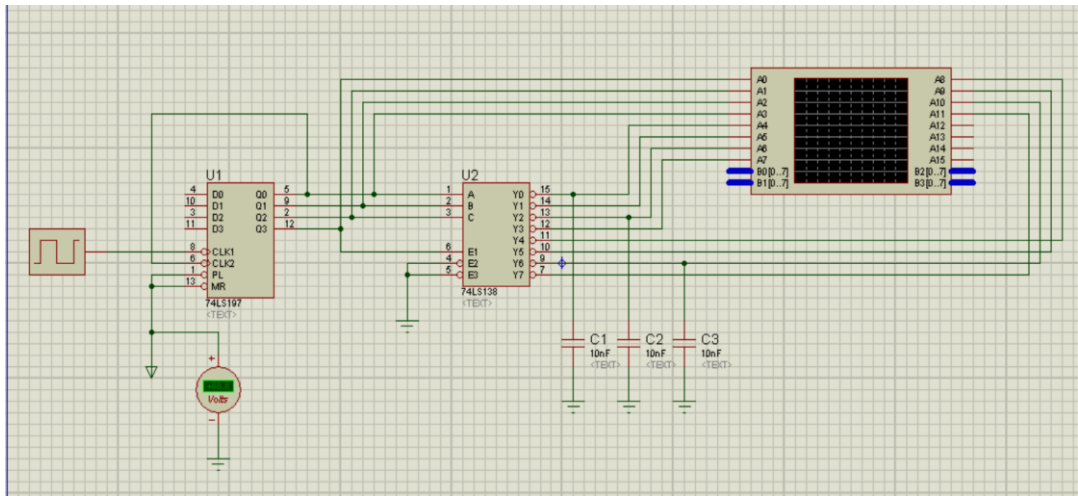 U1
4 D0 Q0 5
10 D1 Q1 9
3 D2 Q2 2
11 D3 Q3 12
8 CLK1
6 CLK2
1 PL
13 MR
74LS197
<TEXT>
+
Volts
-
U2
1 A Y0 15
2 B Y1 14
3 C Y2 13
Y3 12
Y4 11
6 E1 Y5 10
4 E2 Y6 9
5 E3 Y7 7
74LS138
<TEXT>
C1
10nF
<TEXT>
C2
10nF
<TEXT>
C3
10nF
<TEXT>
A0 A8
A1 A9
A2 A10
A3 A11
A4 A12
A5 A13
A6 A14
A7 A15
B0[0..7] B2[0..7]
B1[0..7] B3[0..7]